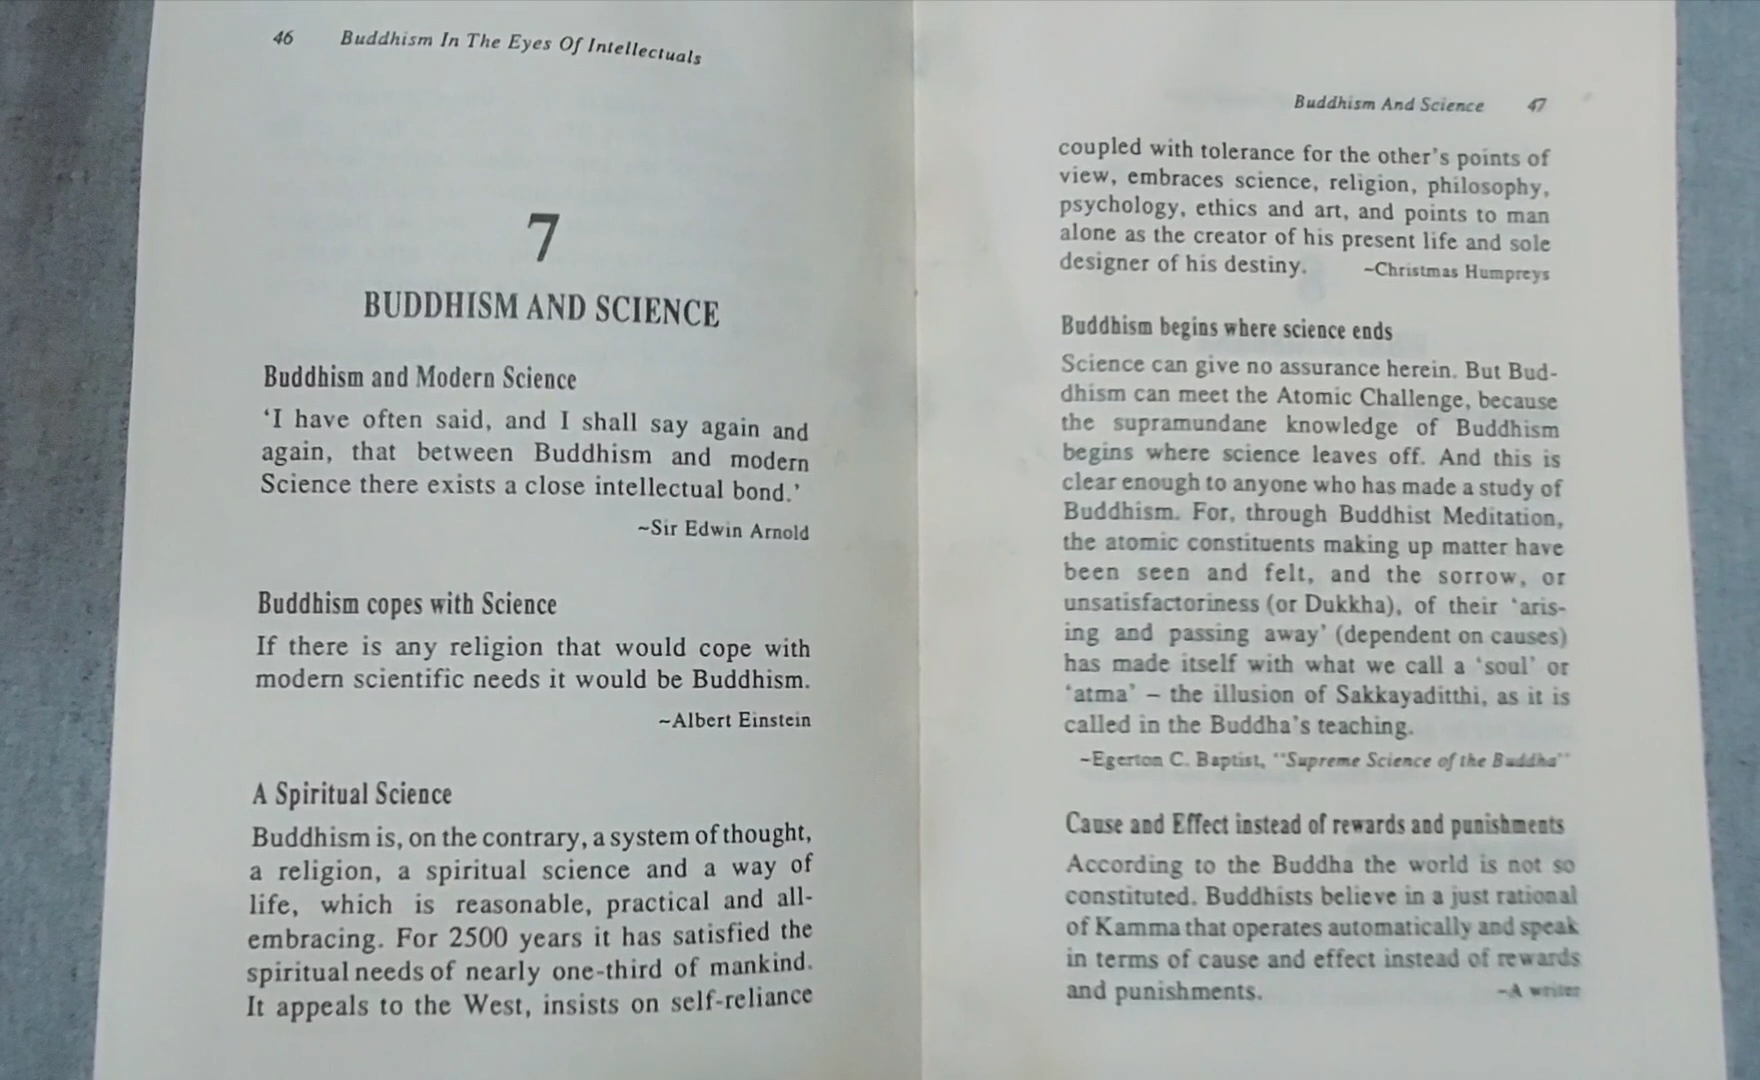 46 Buddhism In The Eyes Of Intellectuals
7
BUDDHISM AND SCIENCE
Buddhism and Modern Science
‘I have often said, and I shall say again and
again, that between Buddhism and modern
Science there exists a close intellectual bond.’
~Sir Edwin Arnold
Buddhism copes with Science
If there is any religion that would cope with
modern scientific needs it would be Buddhism.
~Albert Einstein
A Spiritual Science
Buddhism is, on the contrary, a system of thought,
a religion, a spiritual science and a way of
life, which is reasonable, practical and all-
embracing. For 2500 years it has satisfied the
spiritual needs of nearly one-third of mankind.
It appeals to the West, insists on self-reliance
Buddhism And Science 47
coupled with tolerance for the other’s points of
view, embraces science, religion, philosophy,
psychology, ethics and art, and points to man
alone as the creator of his present life and sole
designer of his destiny. ~Christmas Humpreys
Buddhism begins where science ends
Science can give no assurance herein. But Bud-
dhism can meet the Atomic Challenge, because
the supramundane knowledge of Buddhism
begins where science leaves off. And this is
clear enough to anyone who has made a study of
Buddhism. For, through Buddhist Meditation,
the atomic constituents making up matter have
been seen and felt, and the sorrow, or
unsatisfactoriness (or Dukkha), of their ‘aris-
ing and passing away’ (dependent on causes)
has made itself with what we call a ‘soul’ or
‘atma’ – the illusion of Sakkayaditthi, as it is
called in the Buddha’s teaching.
~Egerton C. Baptist, "Supreme Science of the Buddha"
Cause and Effect instead of rewards and punishments
According to the Buddha the world is not so
constituted. Buddhists believe in a just rational
of Kamma that operates automatically and speak
in terms of cause and effect instead of rewards
and punishments. ~A writer